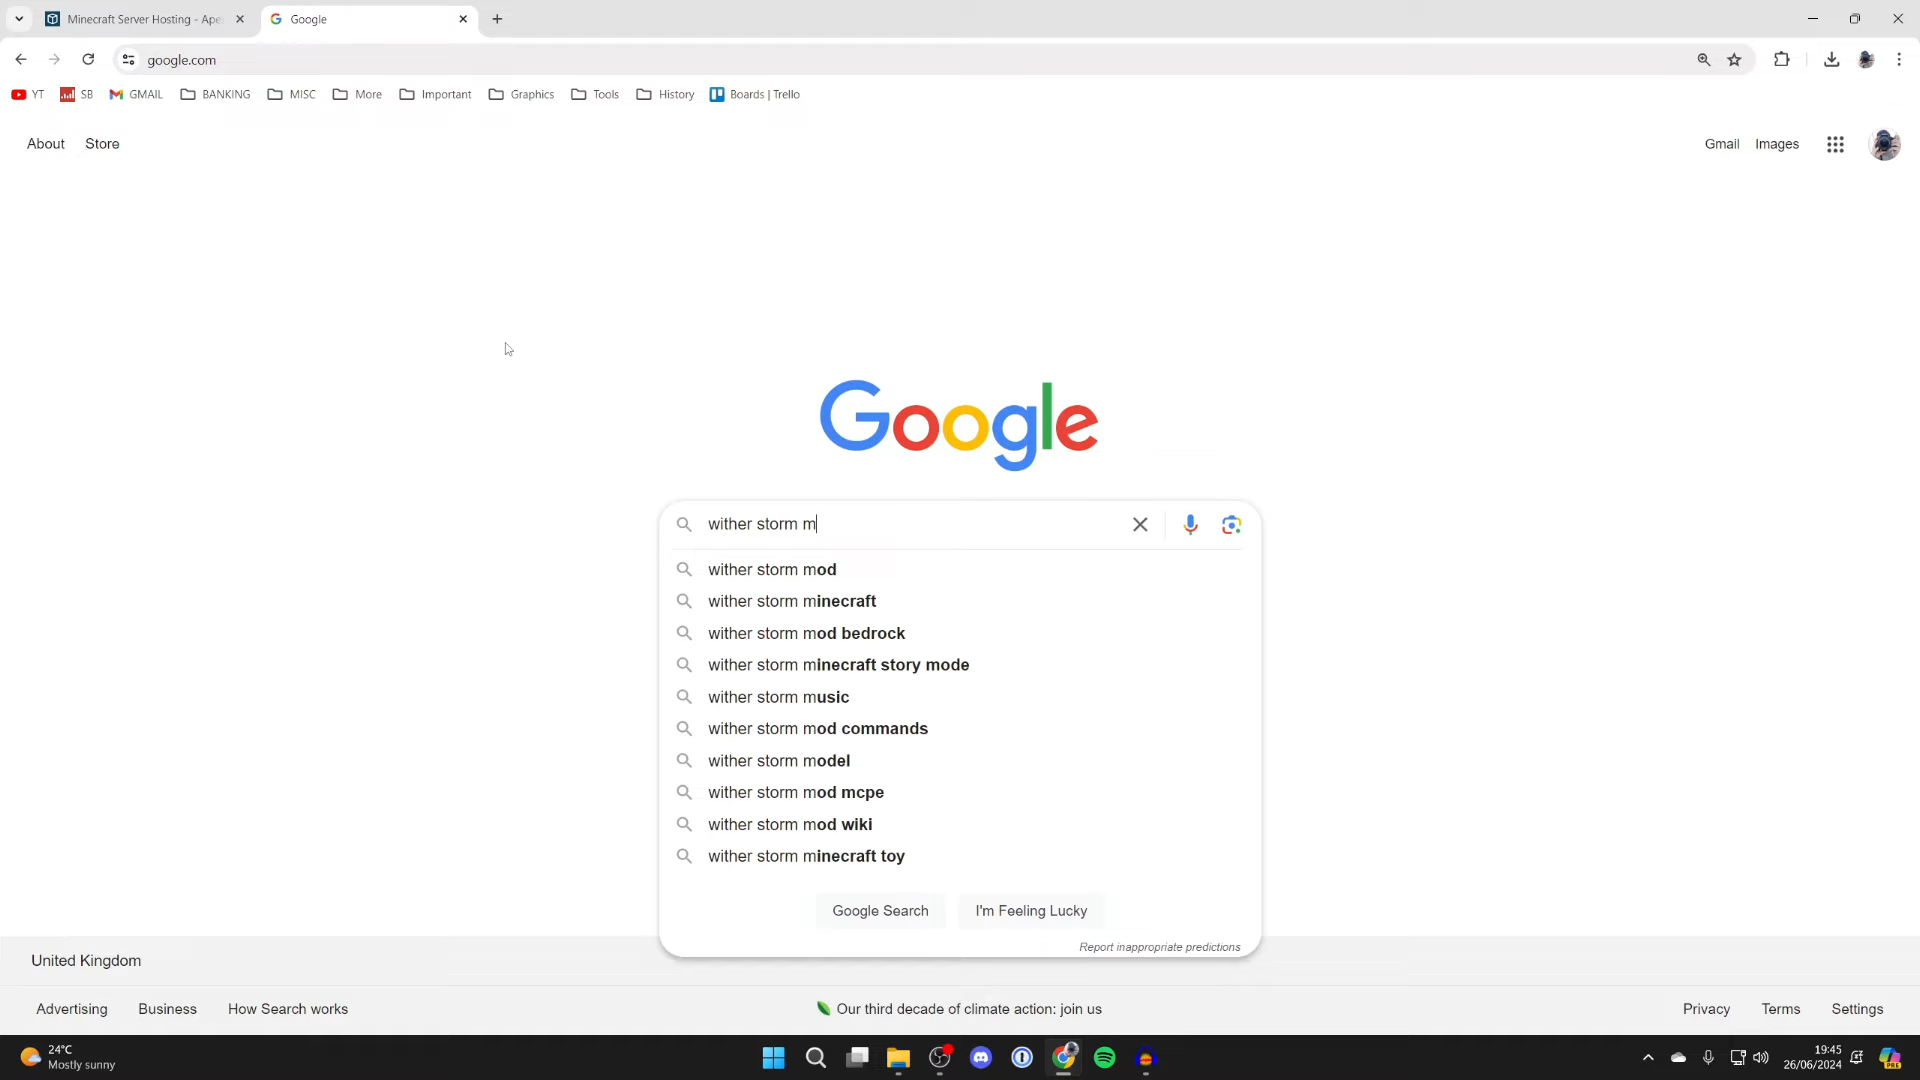 Minecraft Server Hosting - Ape
Google
google.com
YT
SB
GMAIL
BANKING
MISC
More
Important
Graphics
Tools
History
Boards | Trello
About
Store
Gmail
Images
Google
wither storm m
wither storm mod
wither storm minecraft
wither storm mod bedrock
wither storm minecraft story mode
wither storm music
wither storm mod commands
wither storm model
wither storm mod mcpe
wither storm mod wiki
wither storm minecraft toy
Google Search
I'm Feeling Lucky
Report inappropriate predictions
United Kingdom
Advertising
Business
How Search works
Our third decade of climate action: join us
Privacy
Terms
Settings
24°C
Mostly sunny
19:45
26/06/2024
PRE